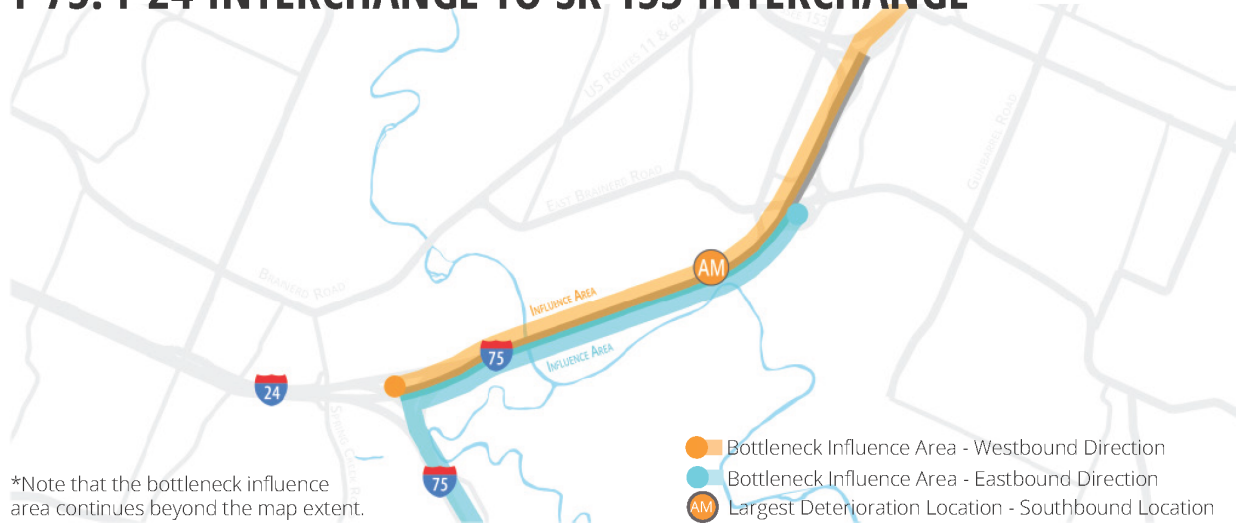 I-75: I-24 INTERCHANGE TO SR-153 INTERCHANGE
US ROUTES 11 & 64
GUNBARREL ROAD
EAST BRAINERD ROAD
AM
BRAINERD ROAD
INFLUENCE AREA
75
INFLUENCE AREA
24
75
Bottleneck Influence Area - Westbound Direction
Bottleneck Influence Area - Eastbound Direction
AM Largest Deterioration Location - Southbound Location
*Note that the bottleneck influence
area continues beyond the map extent.